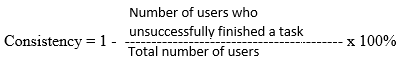 Number of users who
unsuccessfully finished a task
Consistency = 1 - ------------------------------------------ x 100%
Total number of users